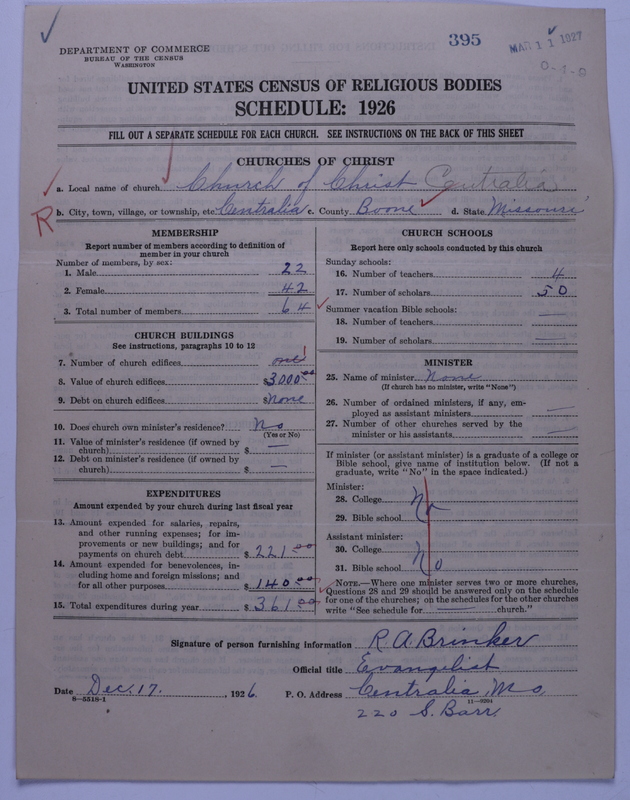 395
MAR 11 1927
0-1-8
DEPARTMENT OF COMMERCE
BUREAU OF THE CENSUS
WASHINGTON
UNITED STATES CENSUS OF RELIGIOUS BODIES
SCHEDULE: 1926
FILL OUT A SEPARATE SCHEDULE FOR EACH CHURCH. SEE INSTRUCTIONS ON THE BACK OF THIS SHEET
CHURCHES OF CHRIST
a. Local name of church Church of Christ Centralia
b. City, town, village, or township, etc. Centralia c. County Boone d. State Missouri
R
MEMBERSHIP
Report number of members according to definition of
member in your church
Number of members, by sex:
1. Male 22
2. Female 42
3. Total number of members 64
CHURCH BUILDINGS
See instructions, paragraphs 10 to 12
7. Number of church edifices one 1
8. Value of church edifices $3,000.00
9. Debt on church edifices $None
10. Does church own minister's residence? No
(Yes or No)
11. Value of minister's residence (if owned by
church) $ —
12. Debt on minister's residence (if owned by
church) $ —
EXPENDITURES
Amount expended by your church during last fiscal year
13. Amount expended for salaries, repairs,
and other running expenses; for im-
provements or new buildings; and for
payments on church debt $ 221.00
14. Amount expended for benevolences, in-
cluding home and foreign missions; and
for all other purposes $ 140.00
15. Total expenditures during year $ 361.00
CHURCH SCHOOLS
Report here only schools conducted by this church
Sunday schools:
16. Number of teachers 4
17. Number of scholars 50
Summer vacation Bible schools:
18. Number of teachers —
19. Number of scholars —
MINISTER
25. Name of minister None
(If church has no minister, write "None")
26. Number of ordained ministers, if any, em-
ployed as assistant ministers —
27. Number of other churches served by the
minister or his assistants —
If minister (or assistant minister) is a graduate of a college or
Bible school, give name of institution below. (If not a
graduate, write "No" in the space indicated.)
Minister:
28. College No
29. Bible school
Assistant minister:
30. College No
31. Bible school
NOTE.—Where one minister serves two or more churches,
Questions 28 and 29 should be answered only on the schedule
for one of the churches; on the schedules for the other churches
write "See schedule for — church."
Signature of person furnishing information R. A. Brinker
Official title Evangelist
Date Dec. 17. , 1926. P. O. Address Centralia, Mo,
8—5518-1 11—9204
220 S. Barr.